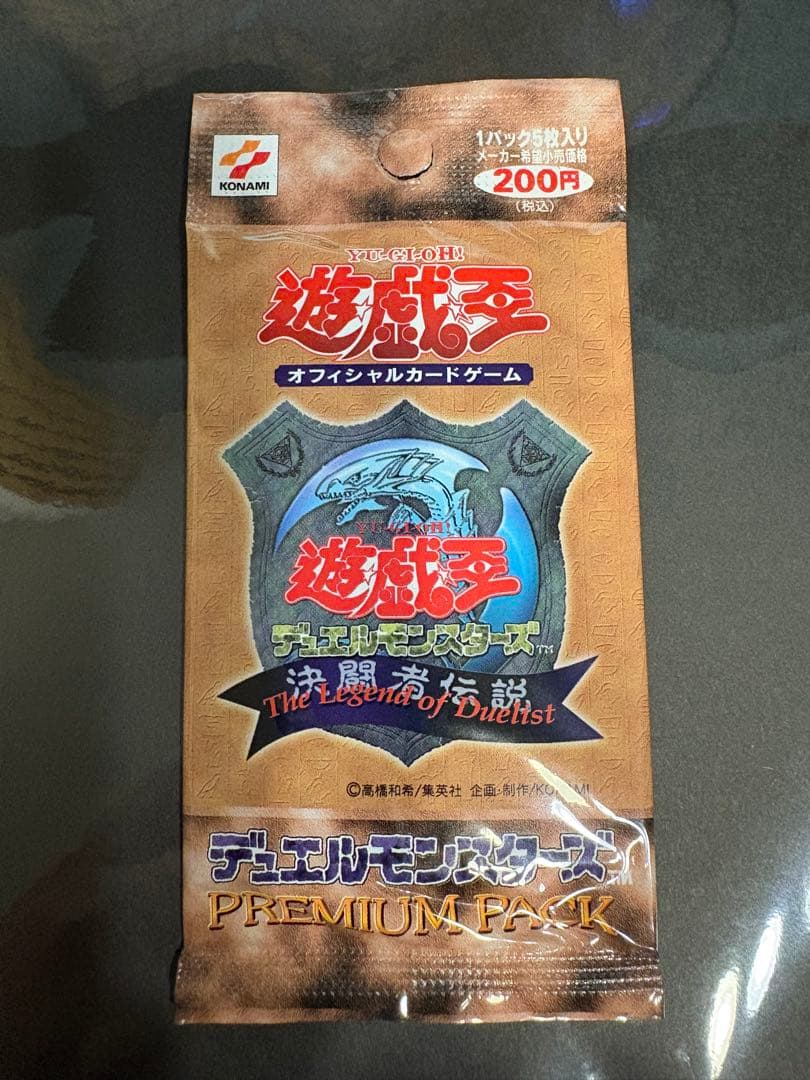 KONAMI
1パック5枚入り
メーカー希望小売価格
200円
(税込)
YU-GI-OH!
遊戯王
オフィシャルカードゲーム
YU-GI-OH!
遊戯王
デュエルモンスターズ™
決闘者伝説
The Legend of Duelist
©高橋和希/集英社 企画・制作/KONAMI
デュエルモンスターズ™
PREMIUM PACK